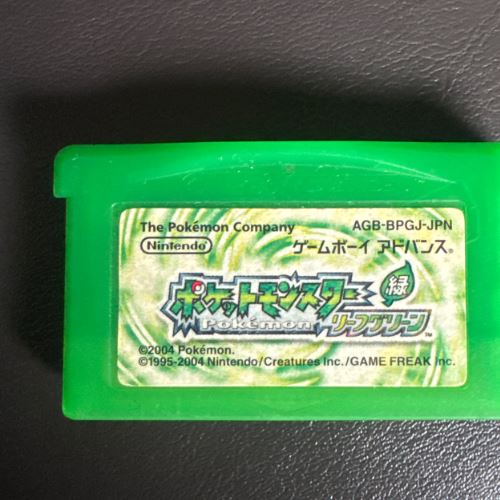 The Pokémon Company AGB-BPGJ-JPN
Nintendo ゲームボーイ アドバンス®
ポケットモンスター 緑
Pokémon リーフグリーン™
©2004 Pokémon.
©1995-2004 Nintendo/Creatures Inc./GAME FREAK Inc.